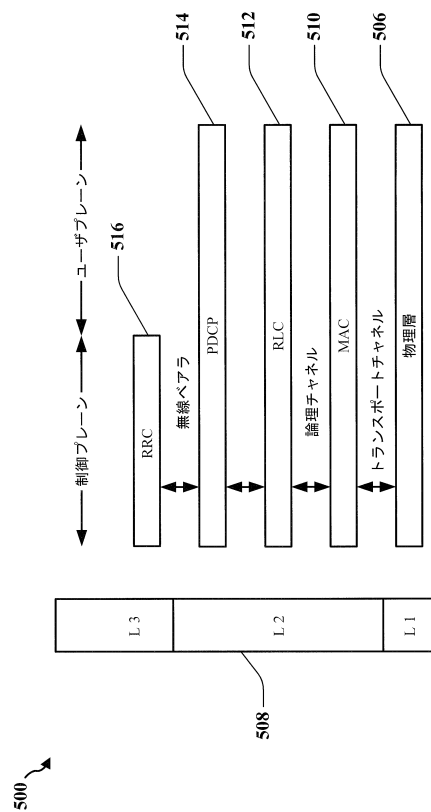 500
制御プレーン
ユーザプレーン
516
RRC
L 3
無線ベアラ
514
PDCP
512
RLC
L 2
508
論理チャネル
510
MAC
トランスポートチャネル
506
物理層
L 1